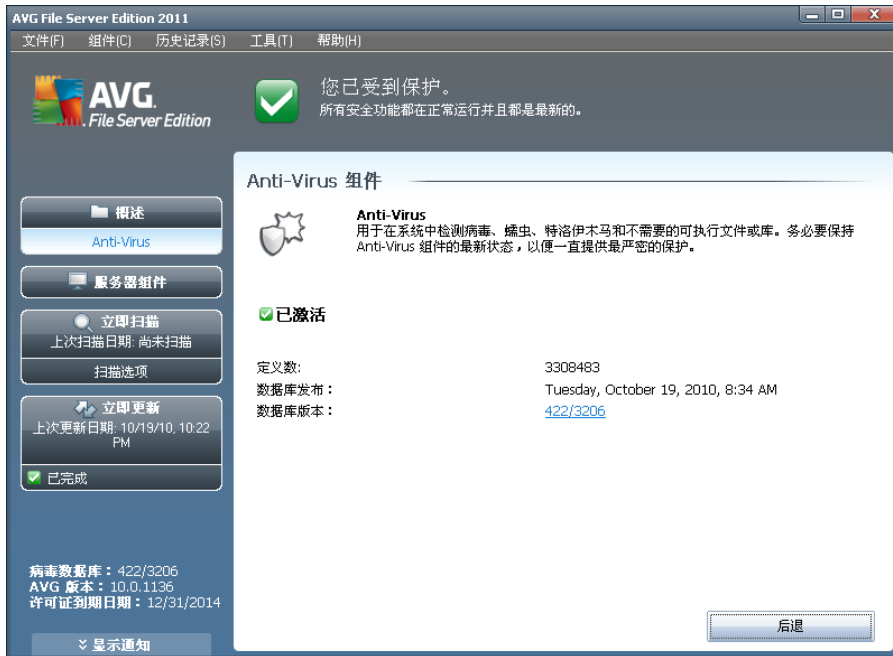 AVG File Server Edition 2011
文件(F) 组件(C) 历史记录(S) 工具(T) 帮助(H)
AVG.
File Server Edition
您已受到保护。
所有安全功能都在正常运行并且都是最新的。
概述
Anti-Virus
服务器组件
立即扫描
上次扫描日期: 尚未扫描
扫描选项
立即更新
上次更新日期: 10/19/10, 10:22
PM
已完成
病毒数据库：422/3206
AVG 版本：10.0.1136
许可证到期日期：12/31/2014
显示通知
Anti-Virus 组件
Anti-Virus
用于在系统中检测病毒、蠕虫、特洛伊木马和不需要的可执行文件或库。务必要保持
Anti-Virus 组件的最新状态，以便一直提供最严密的保护。
已激活
定义数: 3308483
数据库发布： Tuesday, October 19, 2010, 8:34 AM
数据库版本： 422/3206
后退